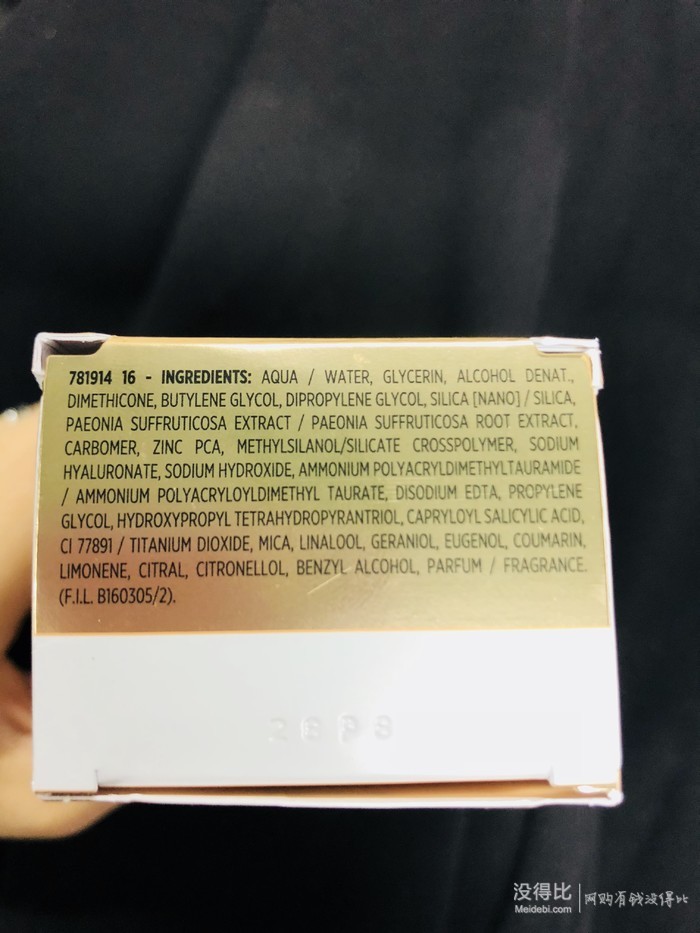 781914 16 - INGREDIENTS: AQUA / WATER, GLYCERIN, ALCOHOL DENAT.,
DIMETHICONE, BUTYLENE GLYCOL, DIPROPYLENE GLYCOL, SILICA [NANO] / SILICA,
PAEONIA SUFFRUTICOSA EXTRACT / PAEONIA SUFFRUTICOSA ROOT EXTRACT,
CARBOMER, ZINC PCA, METHYLSILANOL/SILICATE CROSSPOLYMER, SODIUM
HYALURONATE, SODIUM HYDROXIDE, AMMONIUM POLYACRYLDIMETHYLTAURAMIDE
/ AMMONIUM POLYACRYLOYLDIMETHYL TAURATE, DISODIUM EDTA, PROPYLENE
GLYCOL, HYDROXYPROPYL TETRAHYDROPYRANTRIOL, CAPRYLOYL SALICYLIC ACID,
CI 77891 / TITANIUM DIOXIDE, MICA, LINALOOL, GERANIOL, EUGENOL, COUMARIN,
LIMONENE, CITRAL, CITRONELLOL, BENZYL ALCOHOL, PARFUM / FRAGRANCE.
(F.I.L. B160305/2).
没得比
Meidebi.com
网购有钱没得比